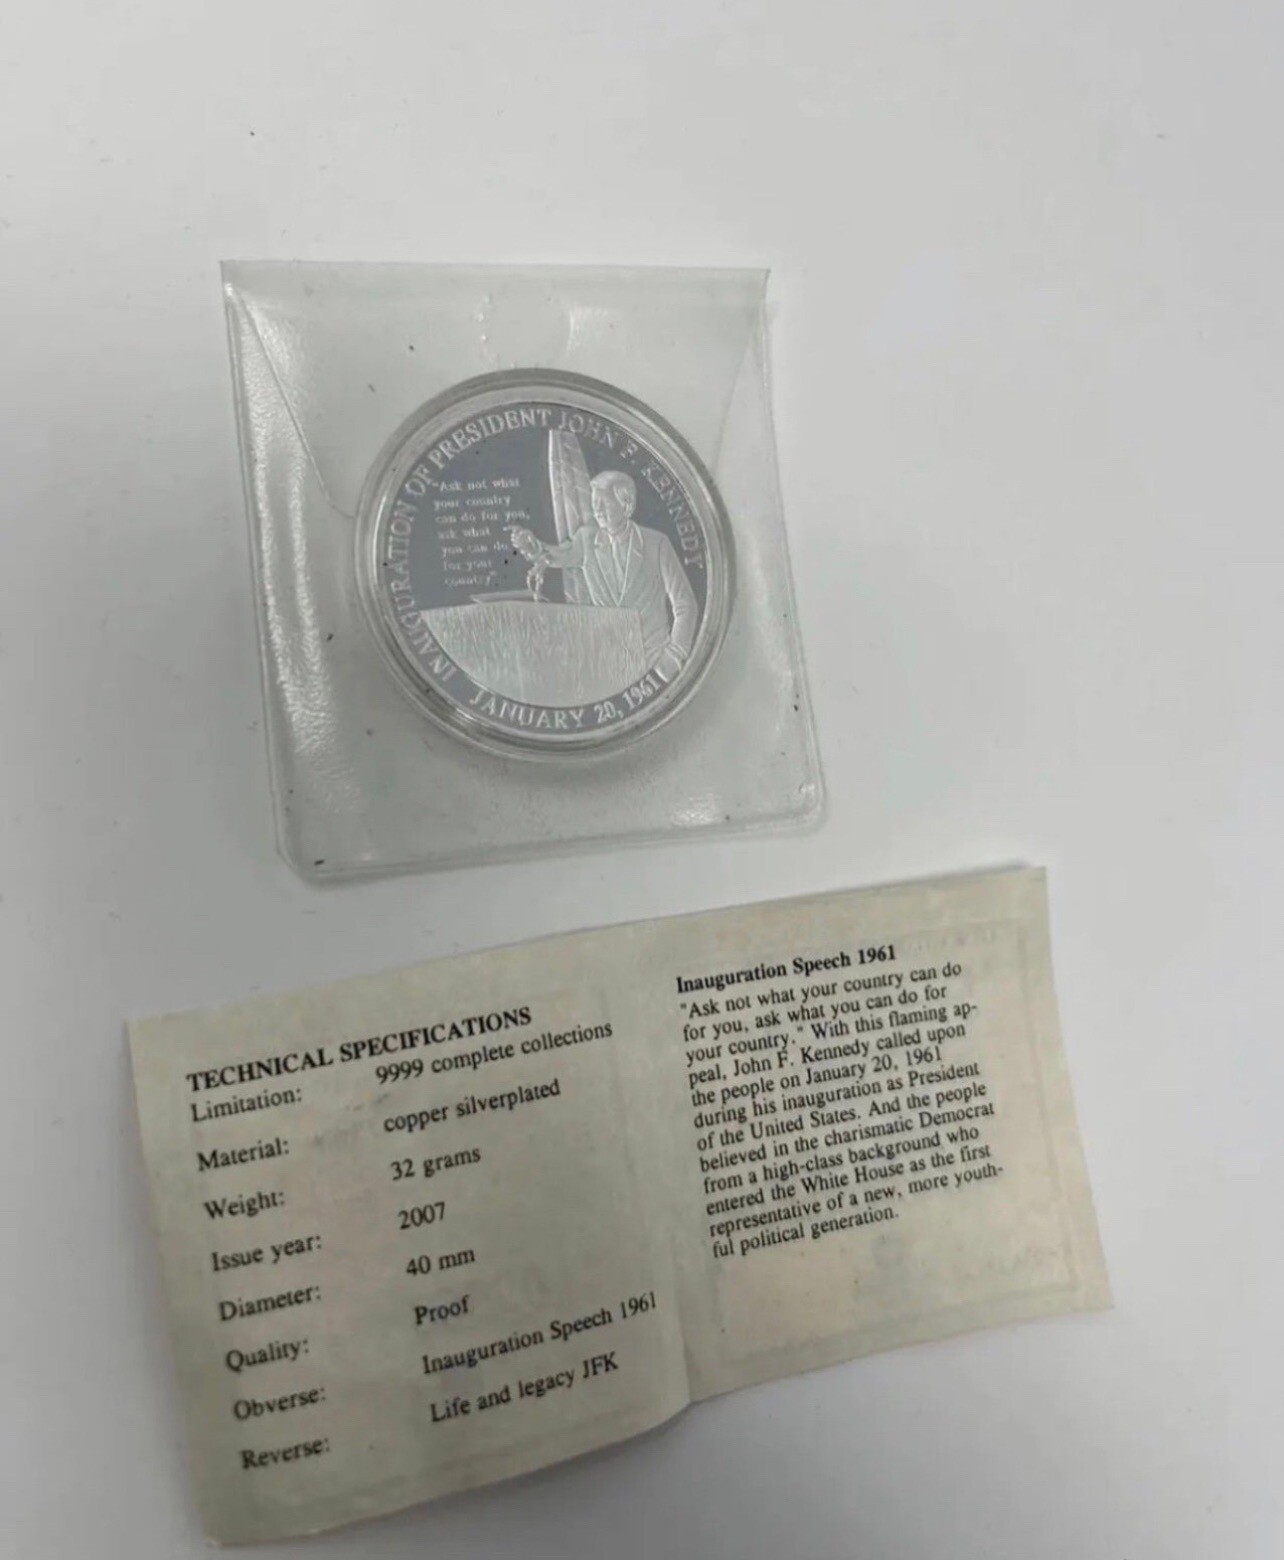 INAUGURATION OF PRESIDENT JOHN F. KENNEDY
"Ask not what
your country
can do for you,
ask what
you can do
for your
country"
JANUARY 20, 1961
TECHNICAL SPECIFICATIONS
Limitation: 9999 complete collections
Material: copper silverplated
Weight: 32 grams
Issue year: 2007
Diameter: 40 mm
Quality: Proof
Obverse: Inauguration Speech 1961
Reverse: Life and legacy JFK
Inauguration Speech 1961
"Ask not what your country can do
for you, ask what you can do for
your country." With this flaming ap-
peal, John F. Kennedy called upon
the people on January 20, 1961
during his inauguration as President
of the United States. And the people
believed in the charismatic Democrat
from a high-class background who
entered the White House as the first
representative of a new, more youth-
ful political generation.